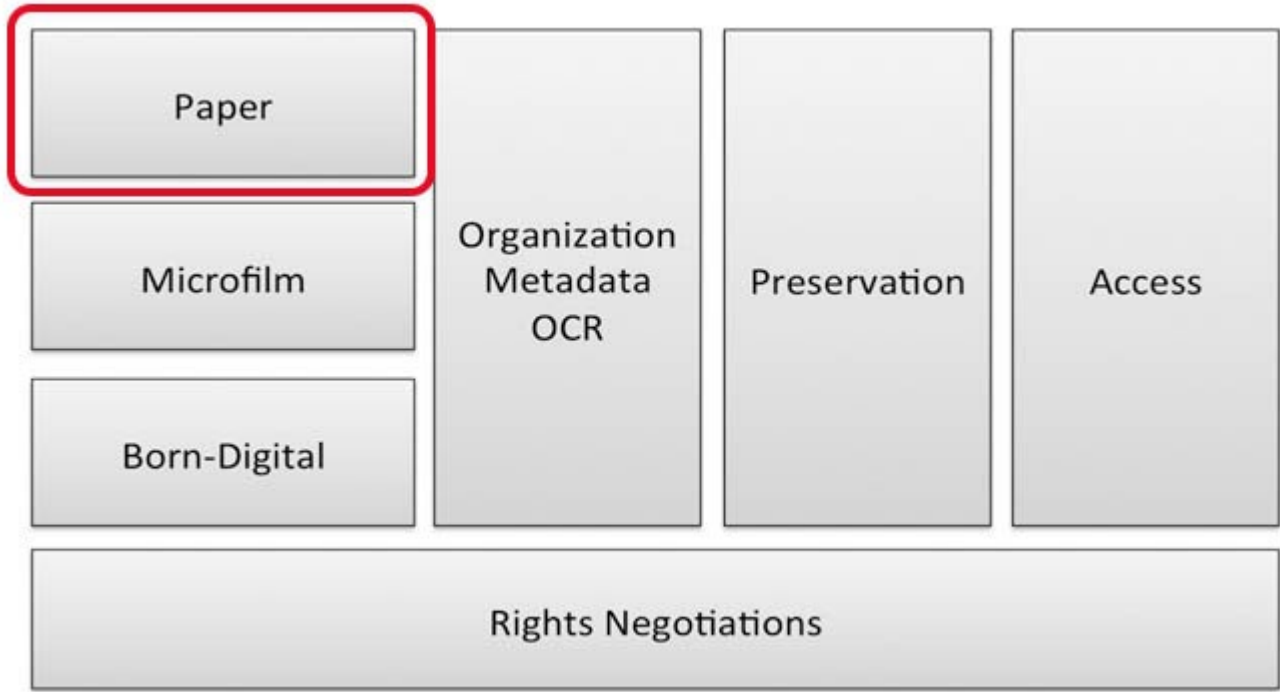 Paper
Microfilm
Born-Digital
Organization
Metadata
OCR
Preservation
Access
Rights Negotiations